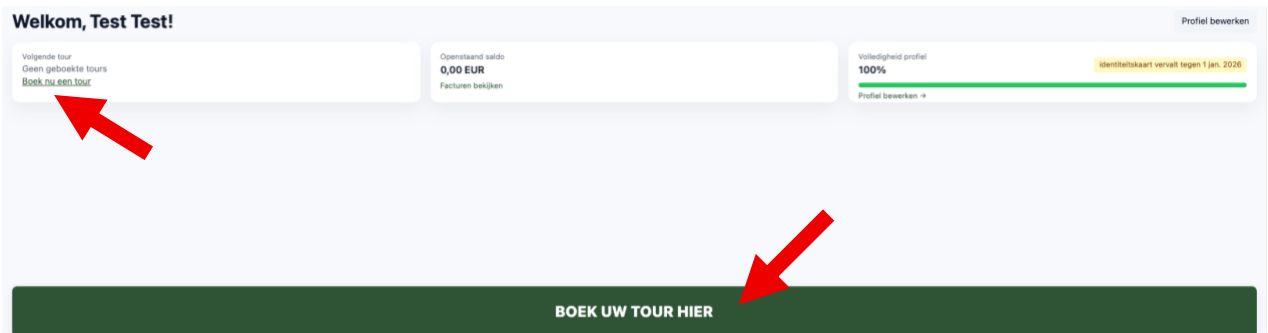 Welkom, Test Test!
Profiel bewerken
Volgende tour
Geen geboekte tours
Boek nu een tour
Openstaand saldo
0,00 EUR
Facturen bekijken
Volledigheid profiel
100%
identiteitskaart vervalt tegen 1 jan. 2026
Profiel bewerken →
BOEK UW TOUR HIER